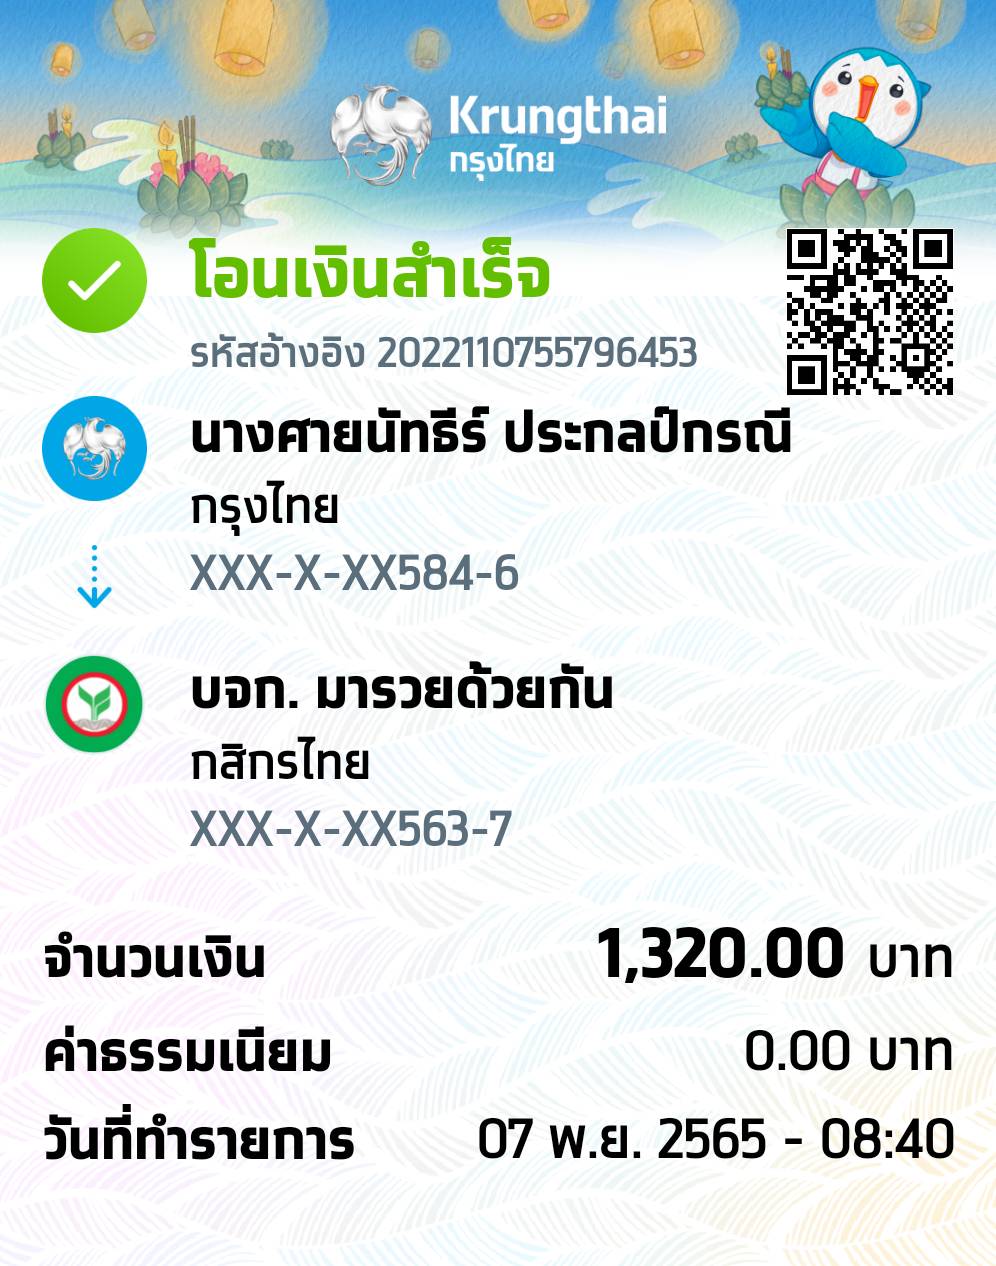 Krungthai
กรุงไทย
โอนเงินสำเร็จ
รหัสอ้างอิง 2022110755796453
นางศายนัทธีร์ ประกลป์กรณี
กรุงไทย
XXX-X-XX584-6
บจก. มารวยด้วยกัน
กสิกรไทย
XXX-X-XX563-7
จำนวนเงิน 1,320.00 บาท
ค่าธรรมเนียม 0.00 บาท
วันที่ทำรายการ 07 พ.ย. 2565 - 08:40